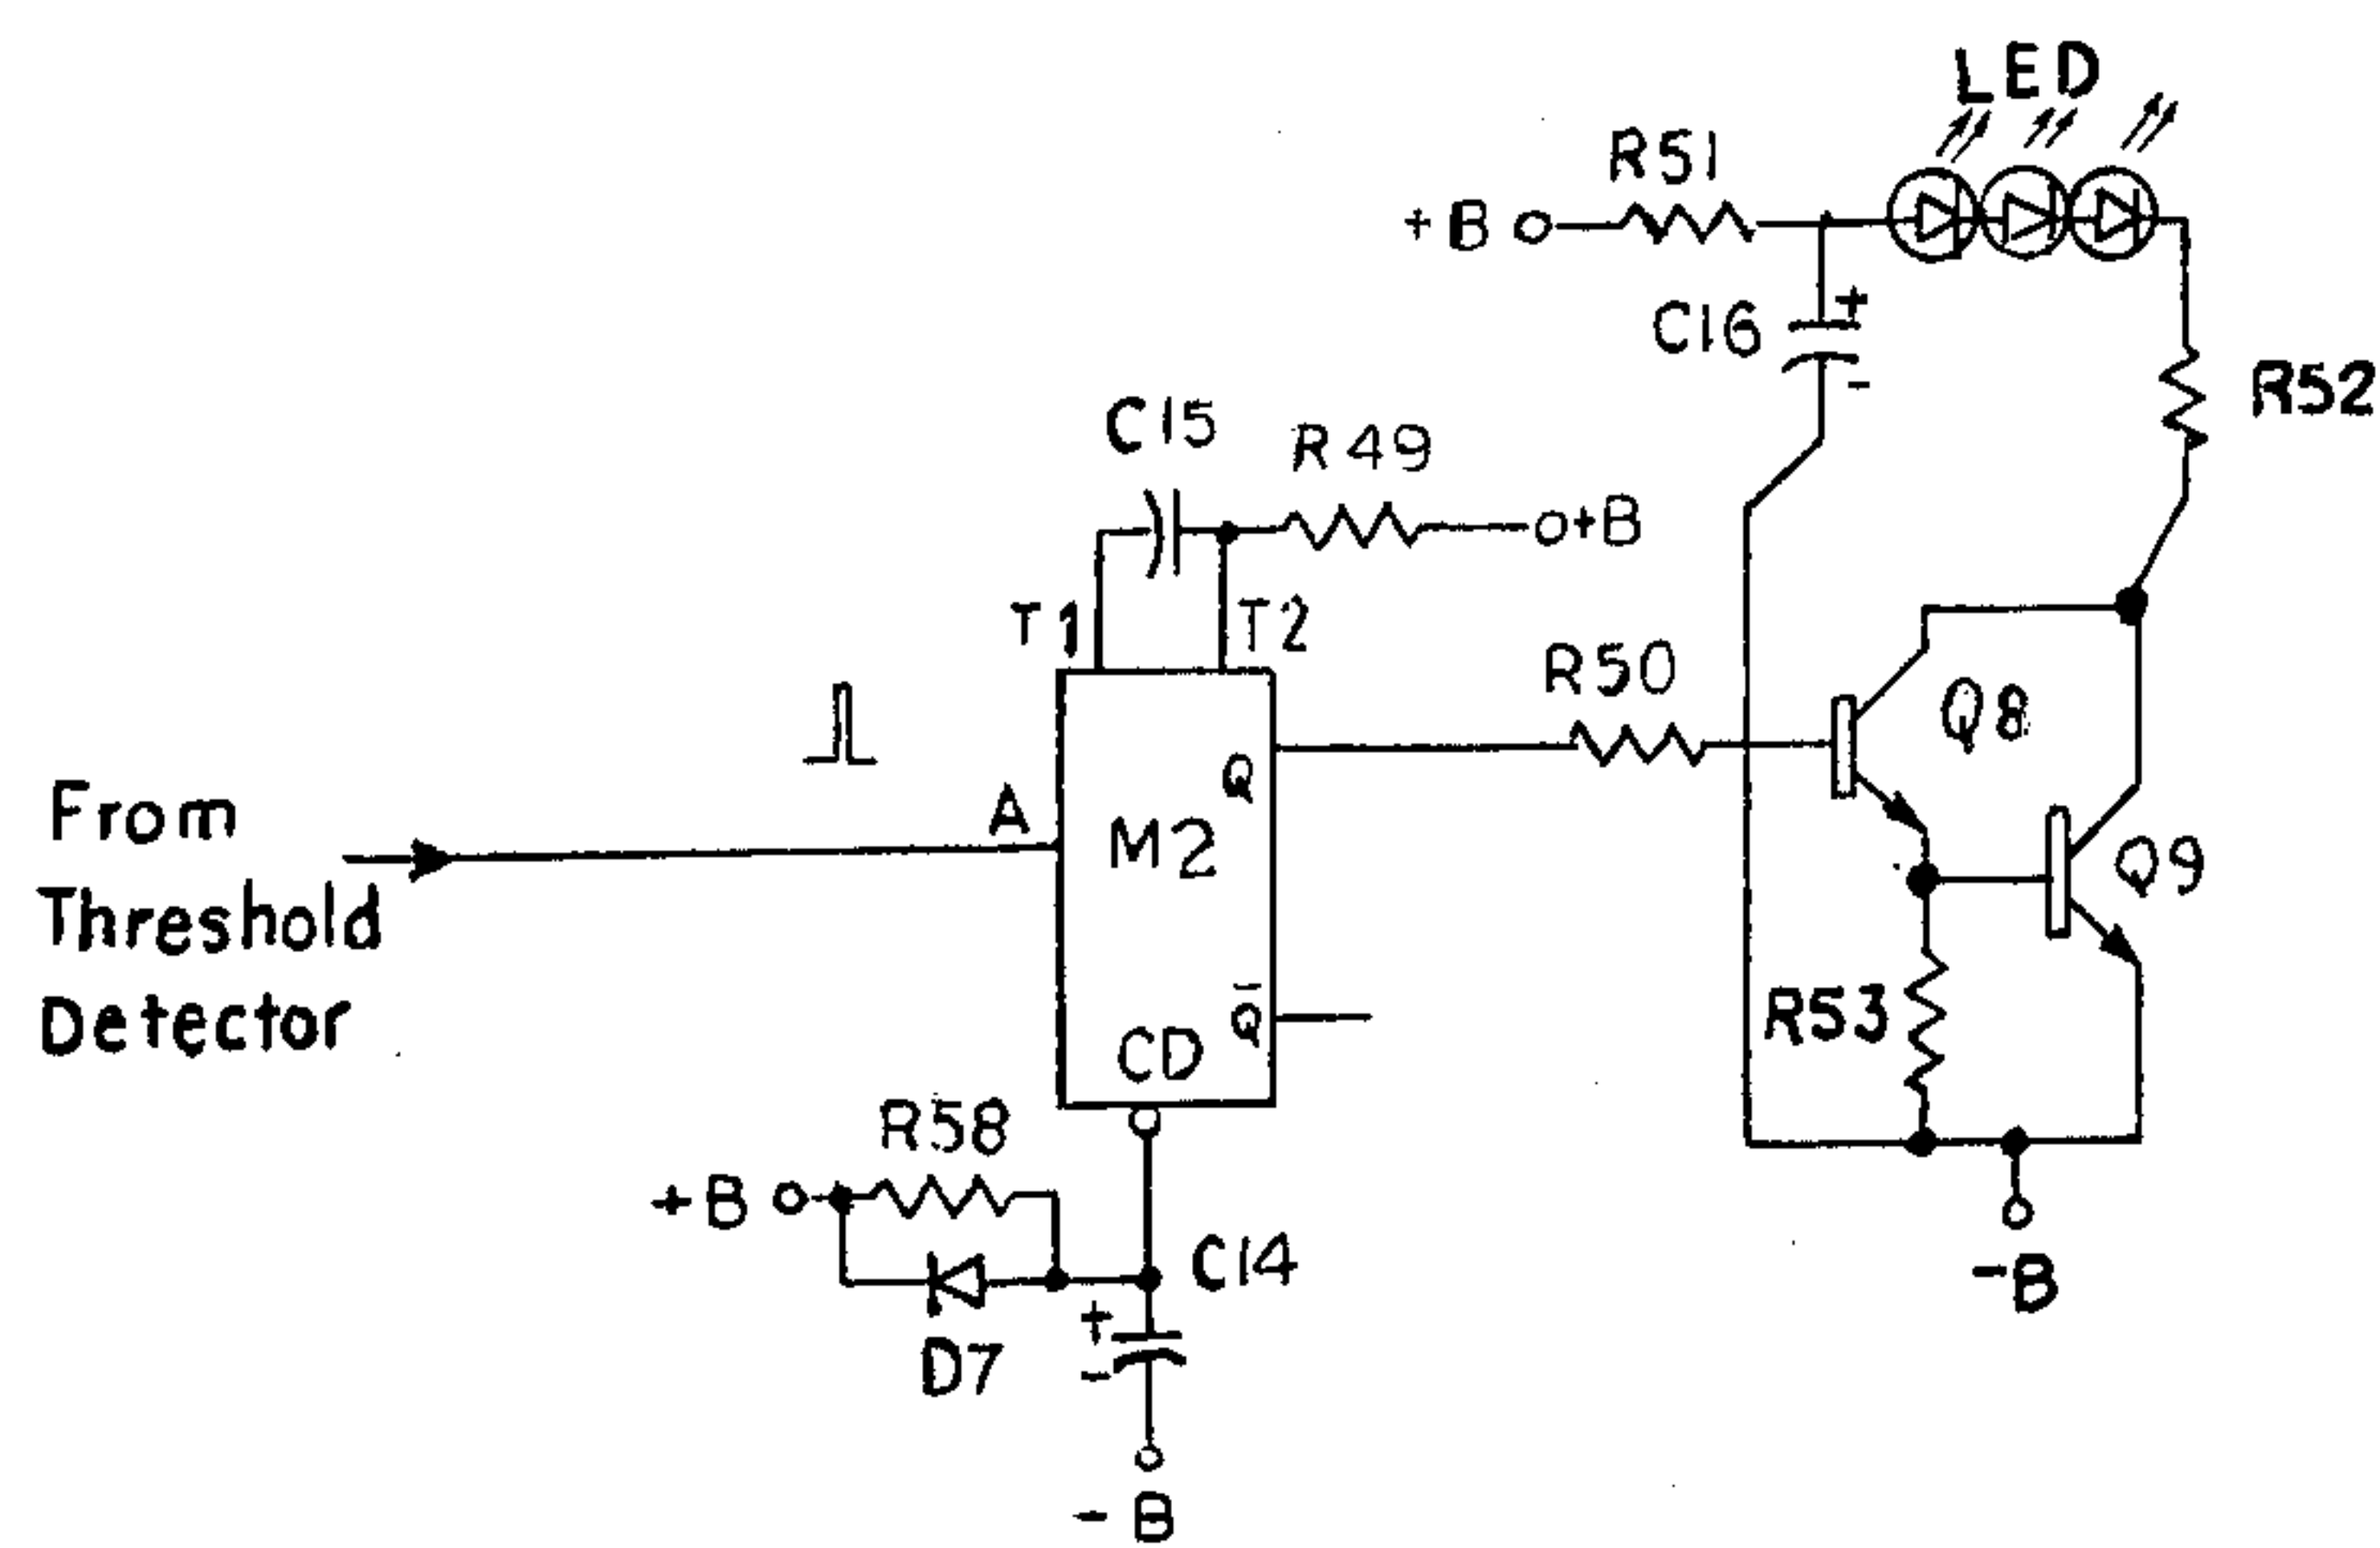 LED
R51
+B
C16
+
-
R52
C15
R49
+B
T1
T2
R50
Q8
A
Q
M2
From
Threshold
Detector
Q9
Q̄
CD
R53
R58
+B
C14
-B
D7
+
-
-B